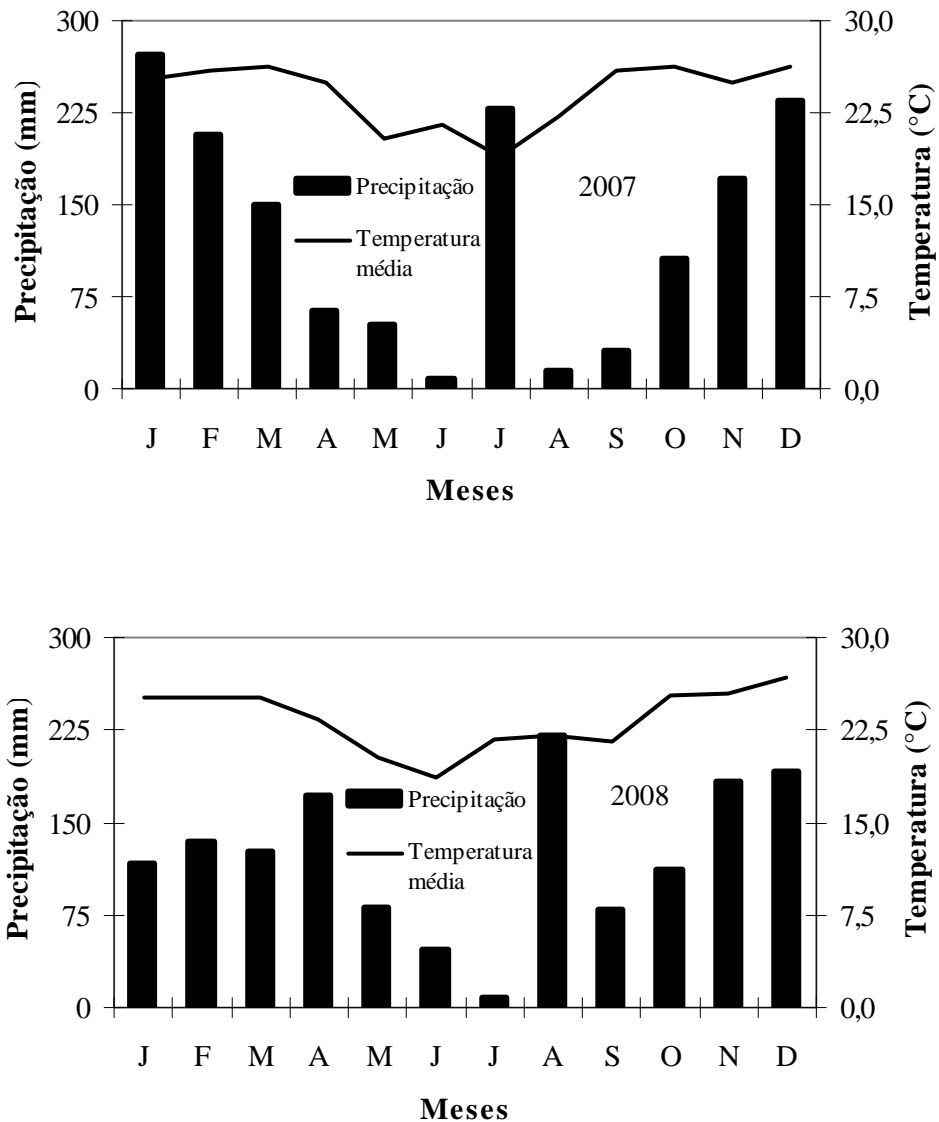 300
225
150
75
0
Precipitação (mm)
30,0
22,5
15,0
7,5
0,0
Temperatura (°C)
Precipitação
Temperatura
média
2007
J F M A M J J A S O N D
Meses
300
225
150
75
0
Precipitação (mm)
30,0
22,5
15,0
7,5
0,0
Temperatura (°C)
Precipitação
Temperatura
média
2008
J F M A M J J A S O N D
Meses